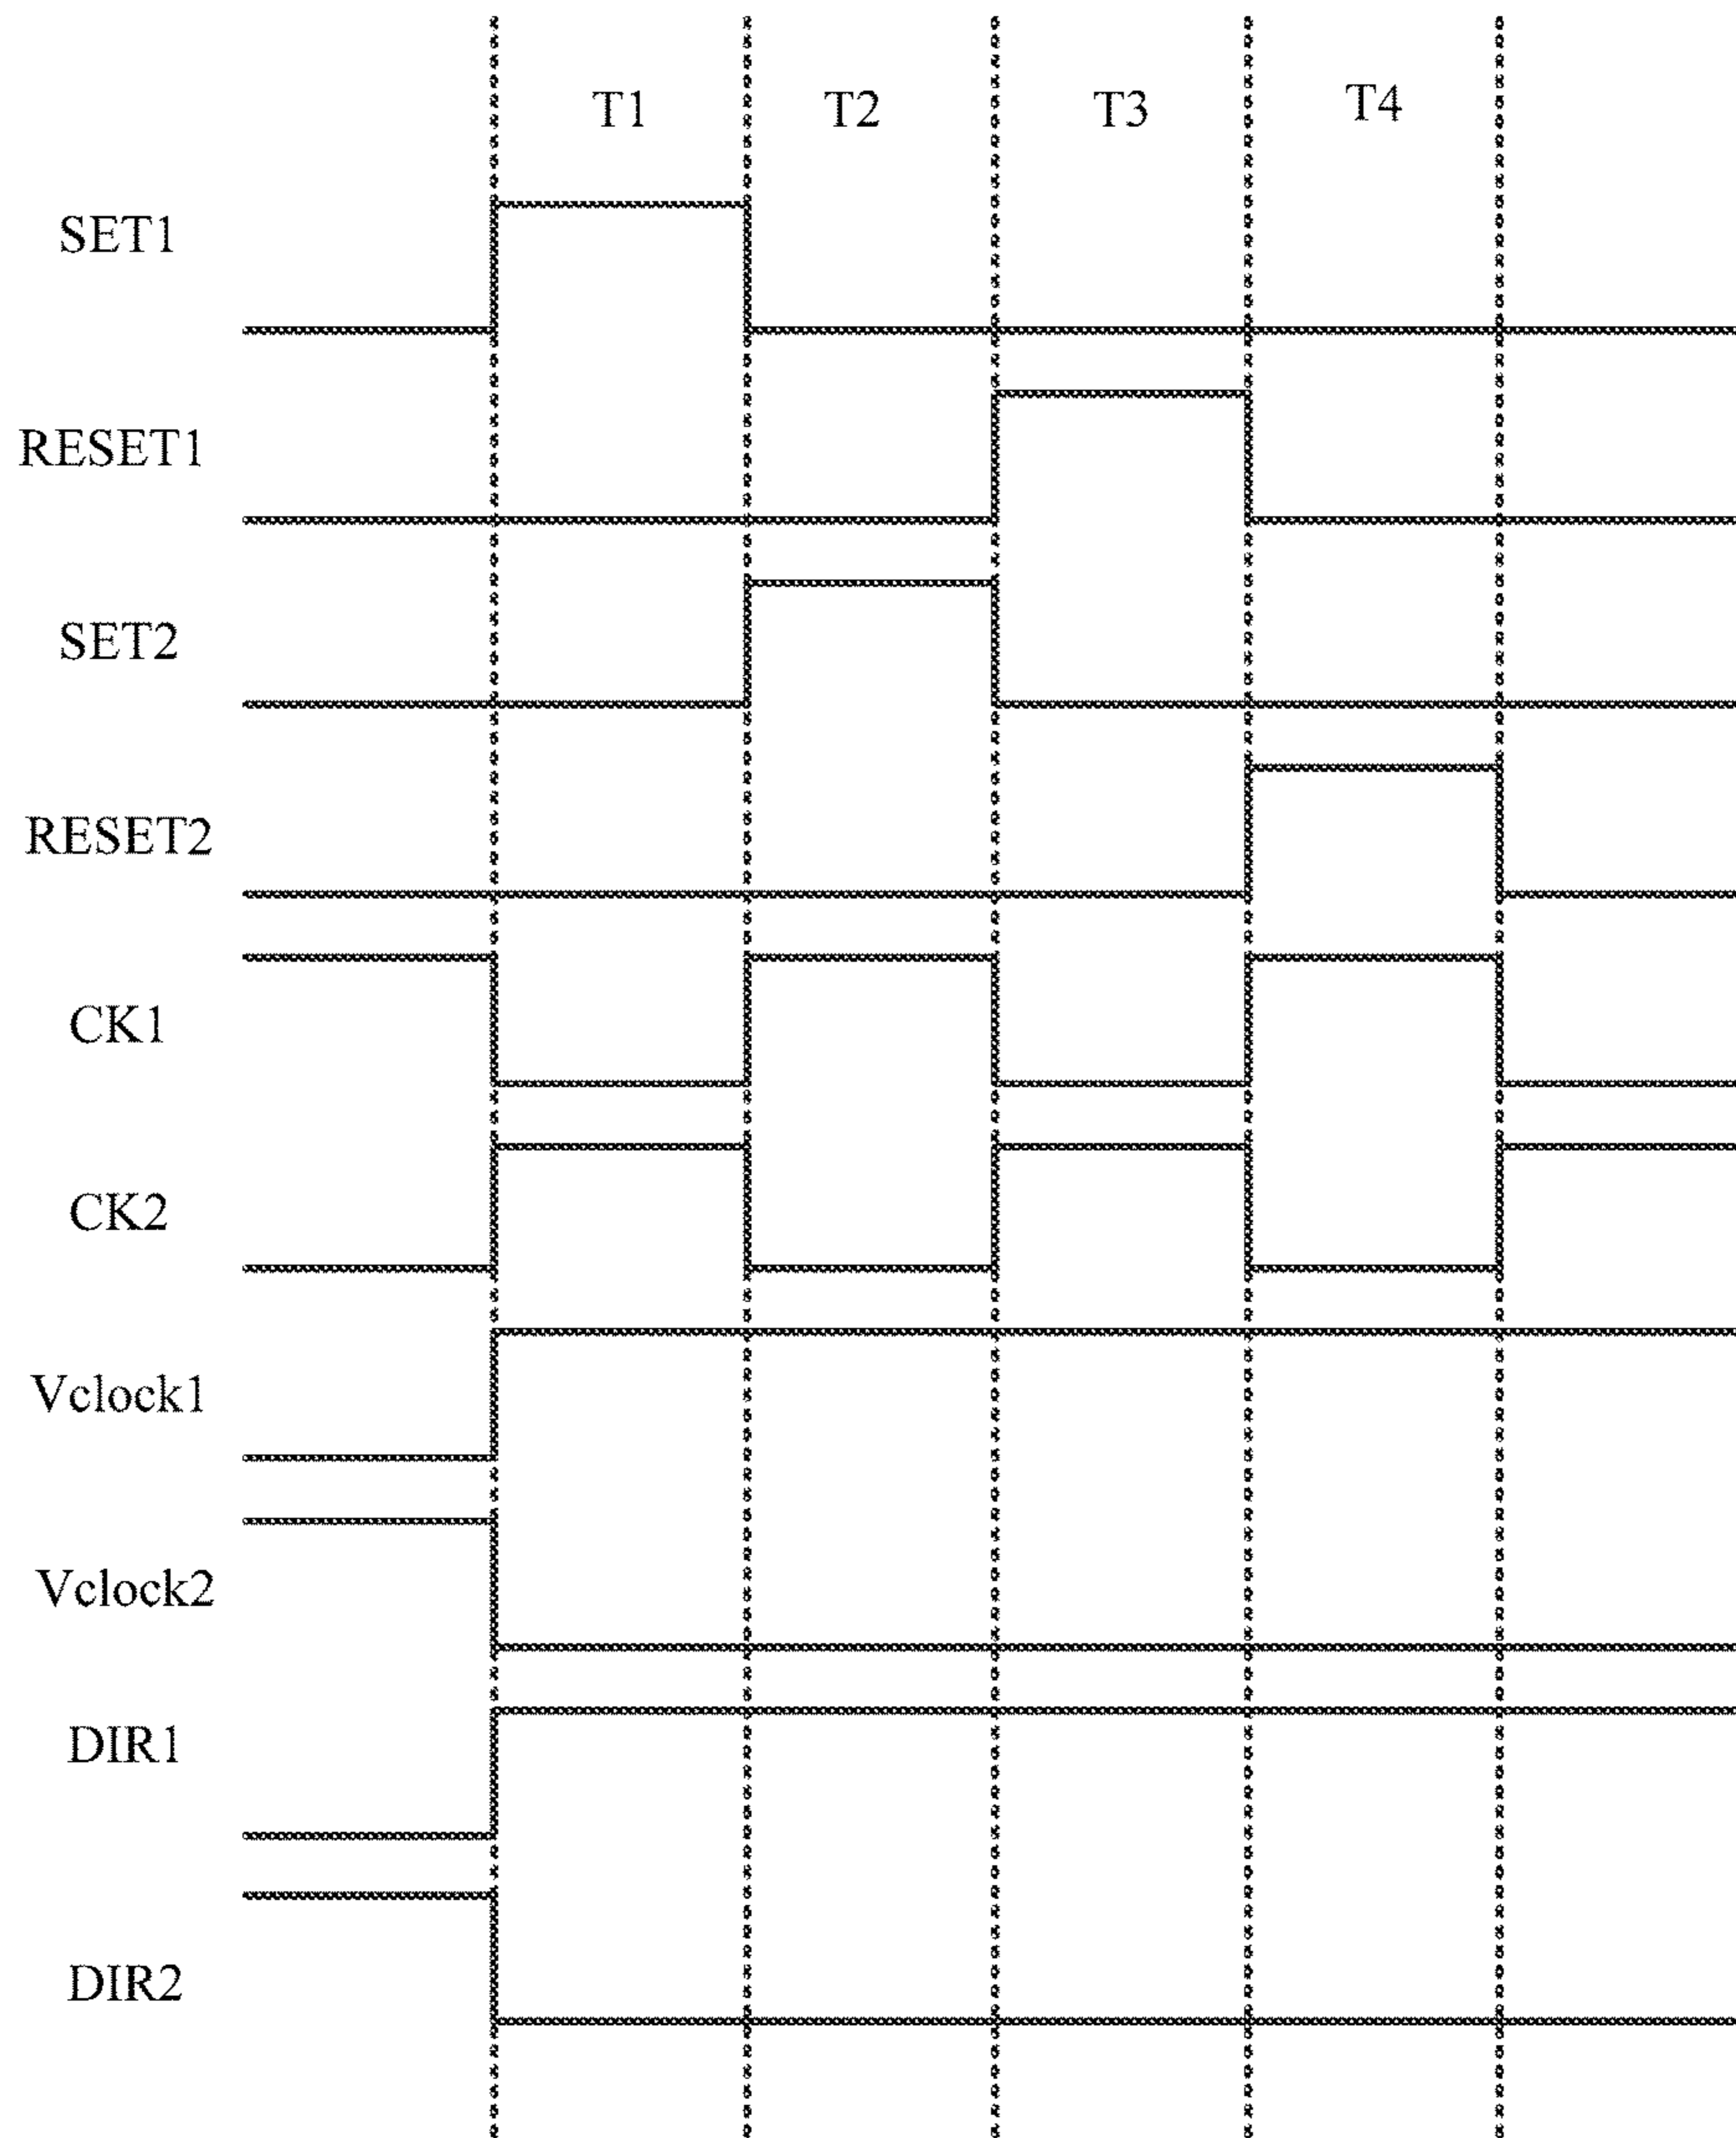 T1 T2 T3 T4
SET1
RESET1
SET2
RESET2
CK1
CK2
Vclock1
Vclock2
DIR1
DIR2